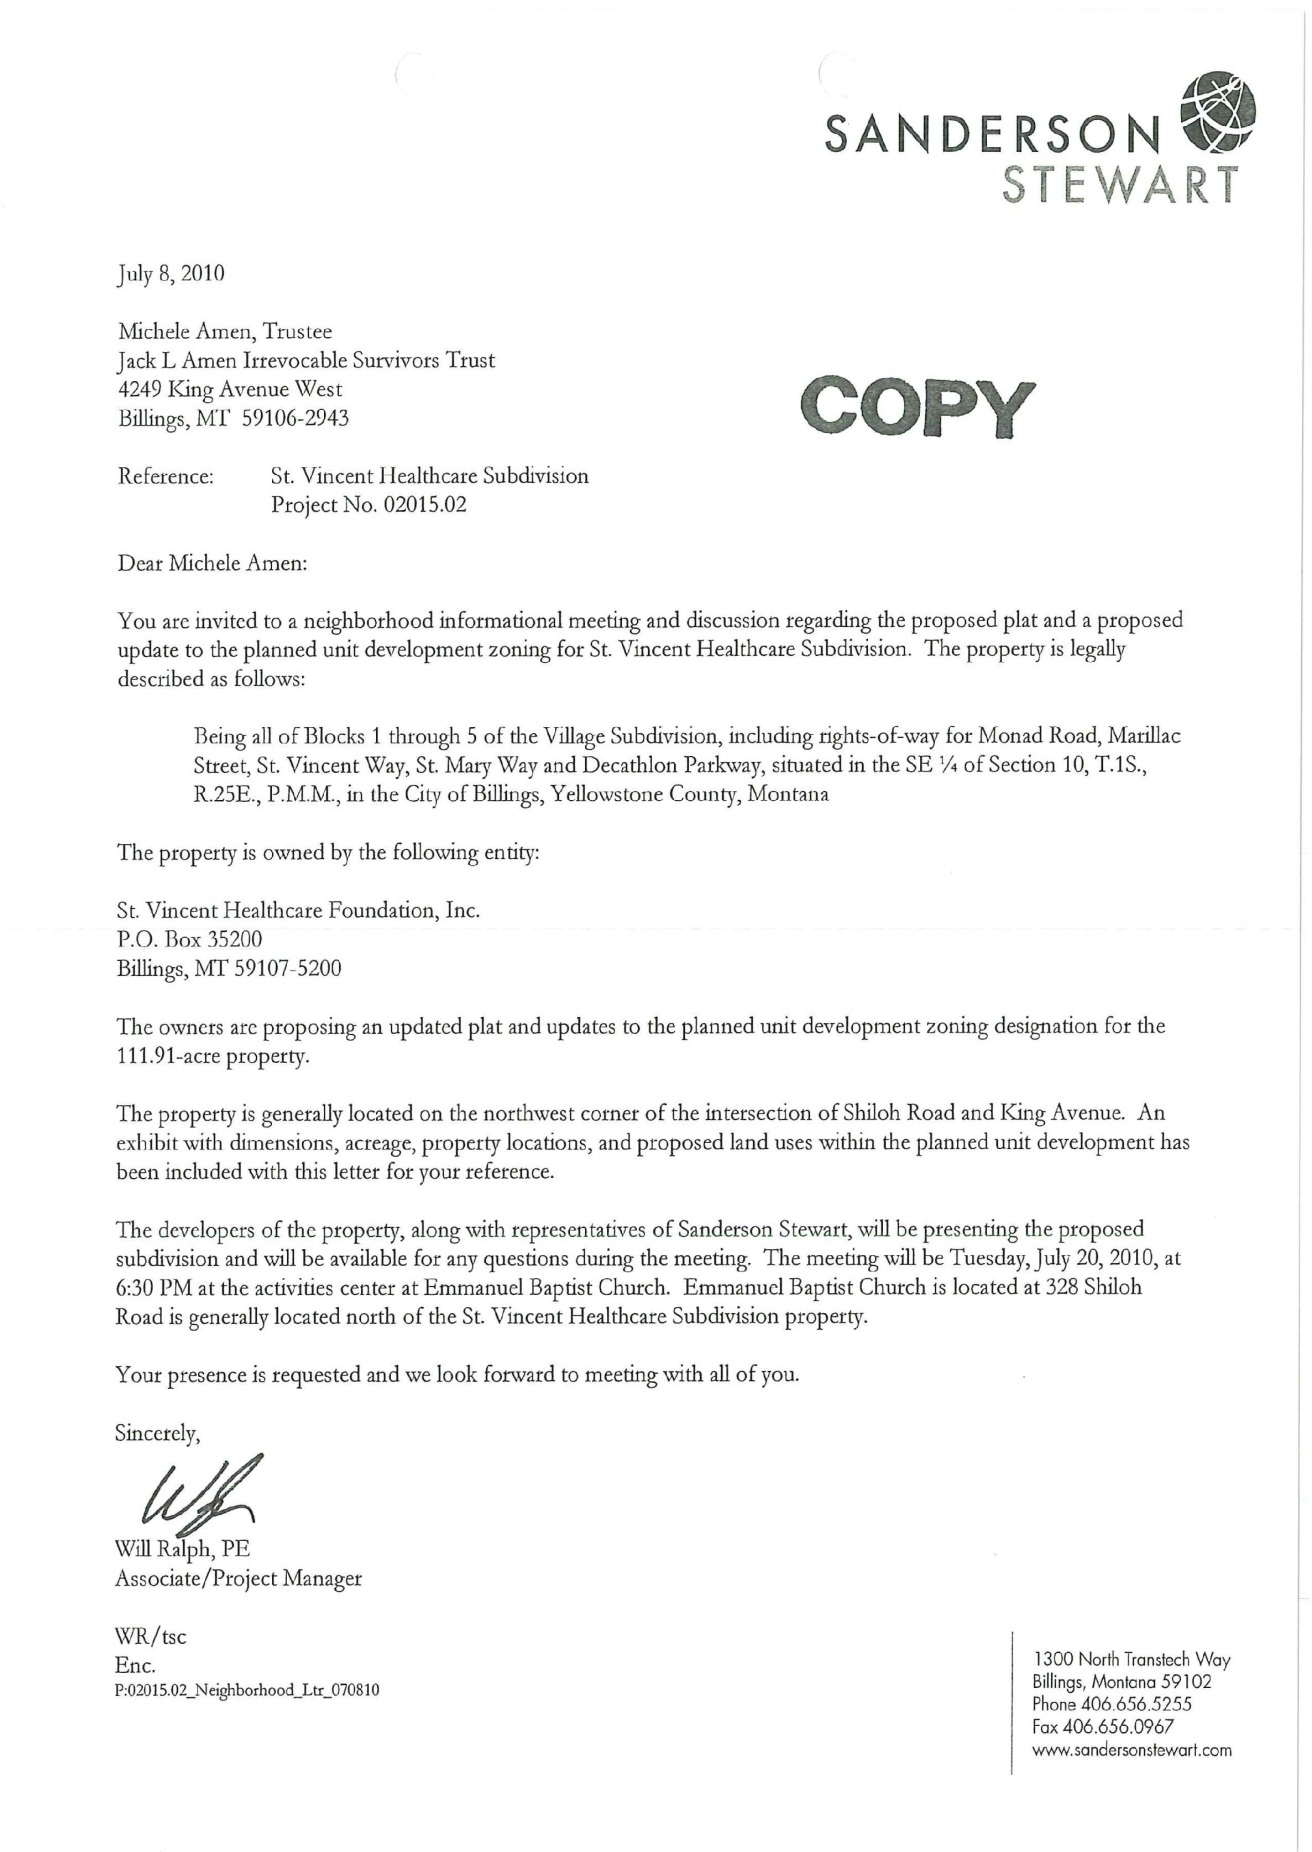 SANDERSON
STEWART
July 8, 2010
Michele Amen, Trustee
Jack L Amen Irrevocable Survivors Trust
4249 King Avenue West
Billings, MT 59106-2943
COPY
Reference: St. Vincent Healthcare Subdivision
Project No. 02015.02
Dear Michele Amen:
You are invited to a neighborhood informational meeting and discussion regarding the proposed plat and a proposed
update to the planned unit development zoning for St. Vincent Healthcare Subdivision. The property is legally
described as follows:
Being all of Blocks 1 through 5 of the Village Subdivision, including rights-of-way for Monad Road, Marillac
Street, St. Vincent Way, St. Mary Way and Decathlon Parkway, situated in the SE ¼ of Section 10, T.1S.,
R.25E., P.M.M., in the City of Billings, Yellowstone County, Montana
The property is owned by the following entity:
St. Vincent Healthcare Foundation, Inc.
P.O. Box 35200
Billings, MT 59107-5200
The owners are proposing an updated plat and updates to the planned unit development zoning designation for the
111.91-acre property.
The property is generally located on the northwest corner of the intersection of Shiloh Road and King Avenue. An
exhibit with dimensions, acreage, property locations, and proposed land uses within the planned unit development has
been included with this letter for your reference.
The developers of the property, along with representatives of Sanderson Stewart, will be presenting the proposed
subdivision and will be available for any questions during the meeting. The meeting will be Tuesday, July 20, 2010, at
6:30 PM at the activities center at Emmanuel Baptist Church. Emmanuel Baptist Church is located at 328 Shiloh
Road is generally located north of the St. Vincent Healthcare Subdivision property.
Your presence is requested and we look forward to meeting with all of you.
Sincerely,
Will Ralph, PE
Associate/Project Manager
WR/tsc
Enc.
P:02015.02_Neighborhood_Ltr_070810
1300 North Transtech Way
Billings, Montana 59102
Phone 406.656.5255
Fax 406.656.0967
www.sandersonstewart.com